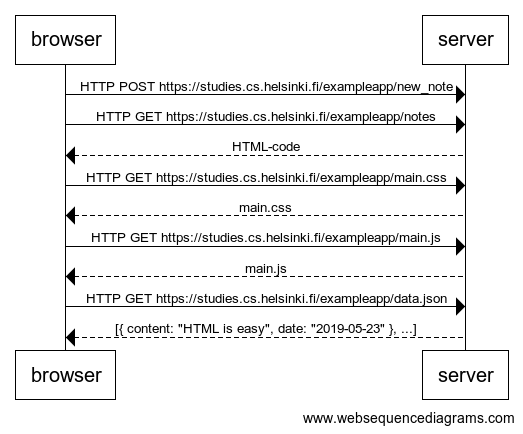 browser server
HTTP POST https://studies.cs.helsinki.fi/exampleapp/new_note
HTTP GET https://studies.cs.helsinki.fi/exampleapp/notes
HTML-code
HTTP GET https://studies.cs.helsinki.fi/exampleapp/main.css
main.css
HTTP GET https://studies.cs.helsinki.fi/exampleapp/main.js
main.js
HTTP GET https://studies.cs.helsinki.fi/exampleapp/data.json
[{ content: "HTML is easy", date: "2019-05-23" }, ...]
browser server
www.websequencediagrams.com